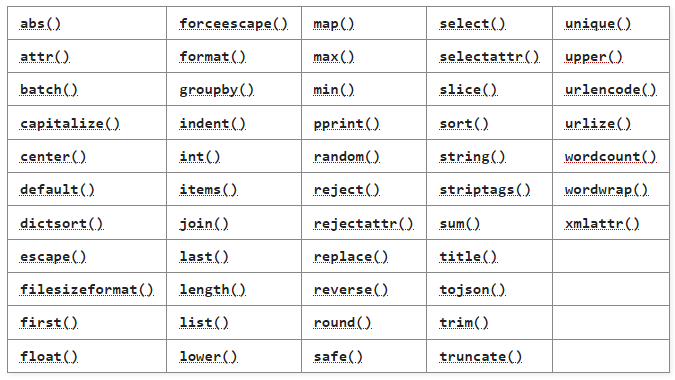 abs() forceescape() map() select() unique()
attr() format() max() selectattr() upper()
batch() groupby() min() slice() urlencode()
capitalize() indent() pprint() sort() urlize()
center() int() random() string() wordcount()
default() items() reject() striptags() wordwrap()
dictsort() join() rejectattr() sum() xmlattr()
escape() last() replace() title()
filesizeformat() length() reverse() tojson()
first() list() round() trim()
float() lower() safe() truncate()